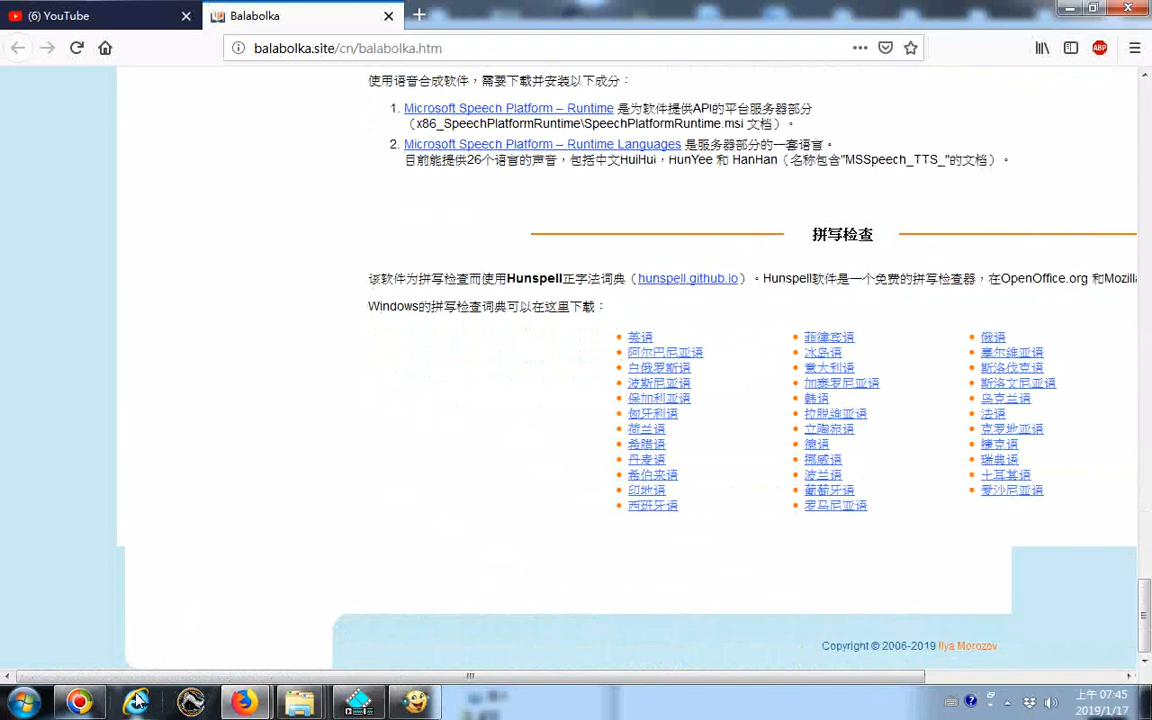 (6) YouTube
Balabolka
balabolka.site/cn/balabolka.htm
ABP
使用语音合成软件，需要下载并安装以下成分：
1. Microsoft Speech Platform – Runtime 是为软件提供API的平台服务器部分
（x86_SpeechPlatformRuntime\SpeechPlatformRuntime.msi 文档）。
2. Microsoft Speech Platform – Runtime Languages 是服务器部分的一套语言。
目前能提供26个语言的声音，包括中文HuiHui，HunYee 和 HanHan（名称包含"MSSpeech_TTS_"的文档）。
拼写检查
该软件为拼写检查而使用Hunspell正字法词典（hunspell.github.io）。Hunspell软件是一个免费的拼写检查器，在OpenOffice.org 和Mozilla
Windows的拼写检查词典可以在这里下载：
英语 菲律宾语 俄语
阿尔巴尼亚语 冰岛语 塞尔维亚语
白俄罗斯语 意大利语 斯洛伐克语
波斯尼亚语 加泰罗尼亚语 斯洛文尼亚语
保加利亚语 韩语 乌克兰语
匈牙利语 拉脱维亚语 法语
荷兰语 立陶宛语 克罗地亚语
希腊语 德语 捷克语
丹麦语 挪威语 瑞典语
希伯来语 波兰语 土耳其语
印地语 葡萄牙语 爱沙尼亚语
西班牙语 罗马尼亚语
Copyright © 2006-2019 Ilya Morozov
上午 07:45
2019/1/17